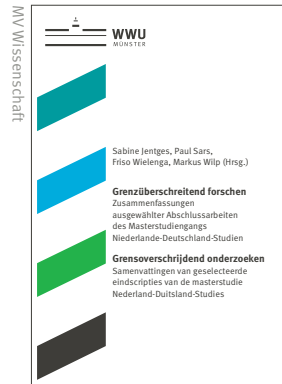 MV Wissenschaft
WWU
MÜNSTER
Sabine Jentges, Paul Sars,
Friso Wielenga, Markus Wilp (Hrsg.)
Grenzüberschreitend forschen
Zusammenfassungen
ausgewählter Abschlussarbeiten
des Masterstudiengangs
Niederlande-Deutschland-Studien
Grensoverschrijdend onderzoeken
Samenvattingen van geselecteerde
eindscripties van de masterstudie
Nederland-Duitsland-Studies